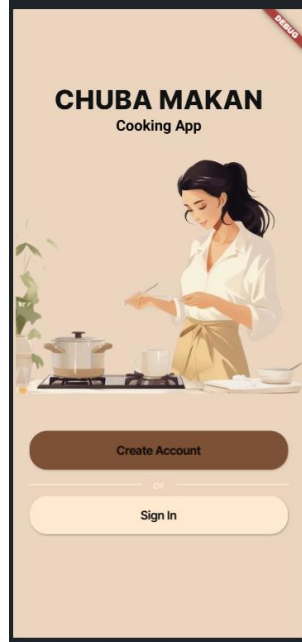 DEBUG
CHUBA MAKAN
Cooking App
Create Account
or
Sign In